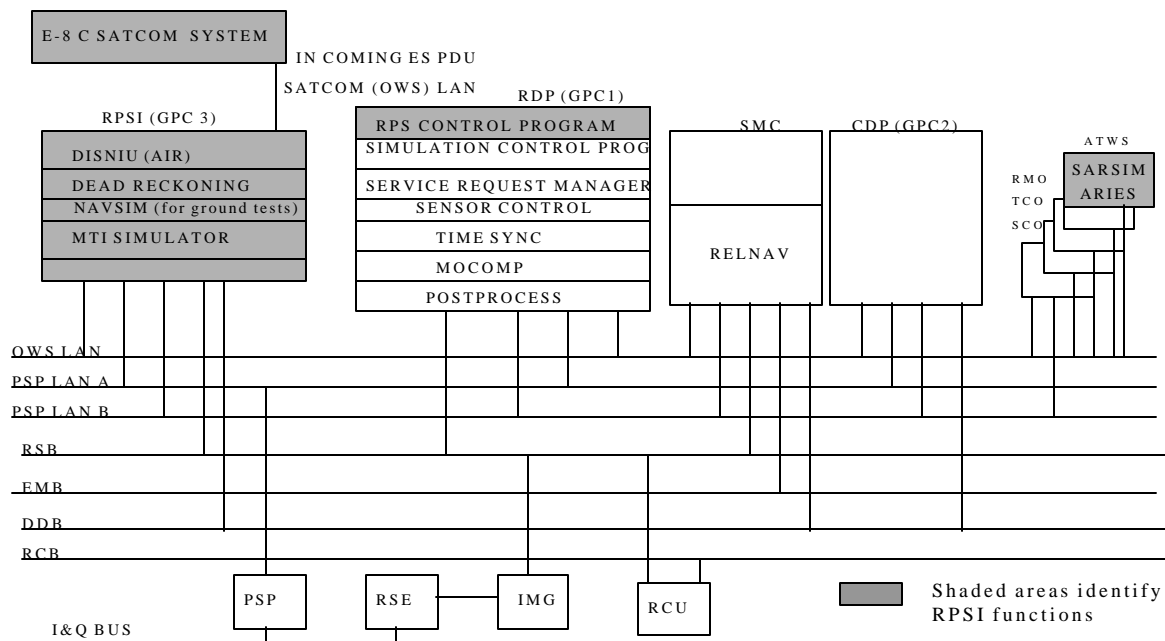 E-8 C SATCOM SYSTEM
IN COMING ES PDU
SATCOM (OWS) LAN
RPSI (GPC 3)
DISNIU (AIR)
DEAD RECKONING
NAVSIM (for ground tests)
MTI SIMULATOR
RDP (GPC1)
RPS CONTROL PROGRAM
SIMULATION CONTROL PROG
SERVICE REQUEST MANAGER
SENSOR CONTROL
TIME SYNC
MOCOMP
POSTPROCESS
SMC
RELNAV
CDP (GPC2)
ATWS
SARSIM
ARIES
RMO
TCO
SCO
OWS LAN
PSP LAN A
PSP LAN B
RSB
EMB
DDB
RCB
PSP
RSE
IMG
RCU
I&Q BUS
Shaded areas identify
RPSI functions